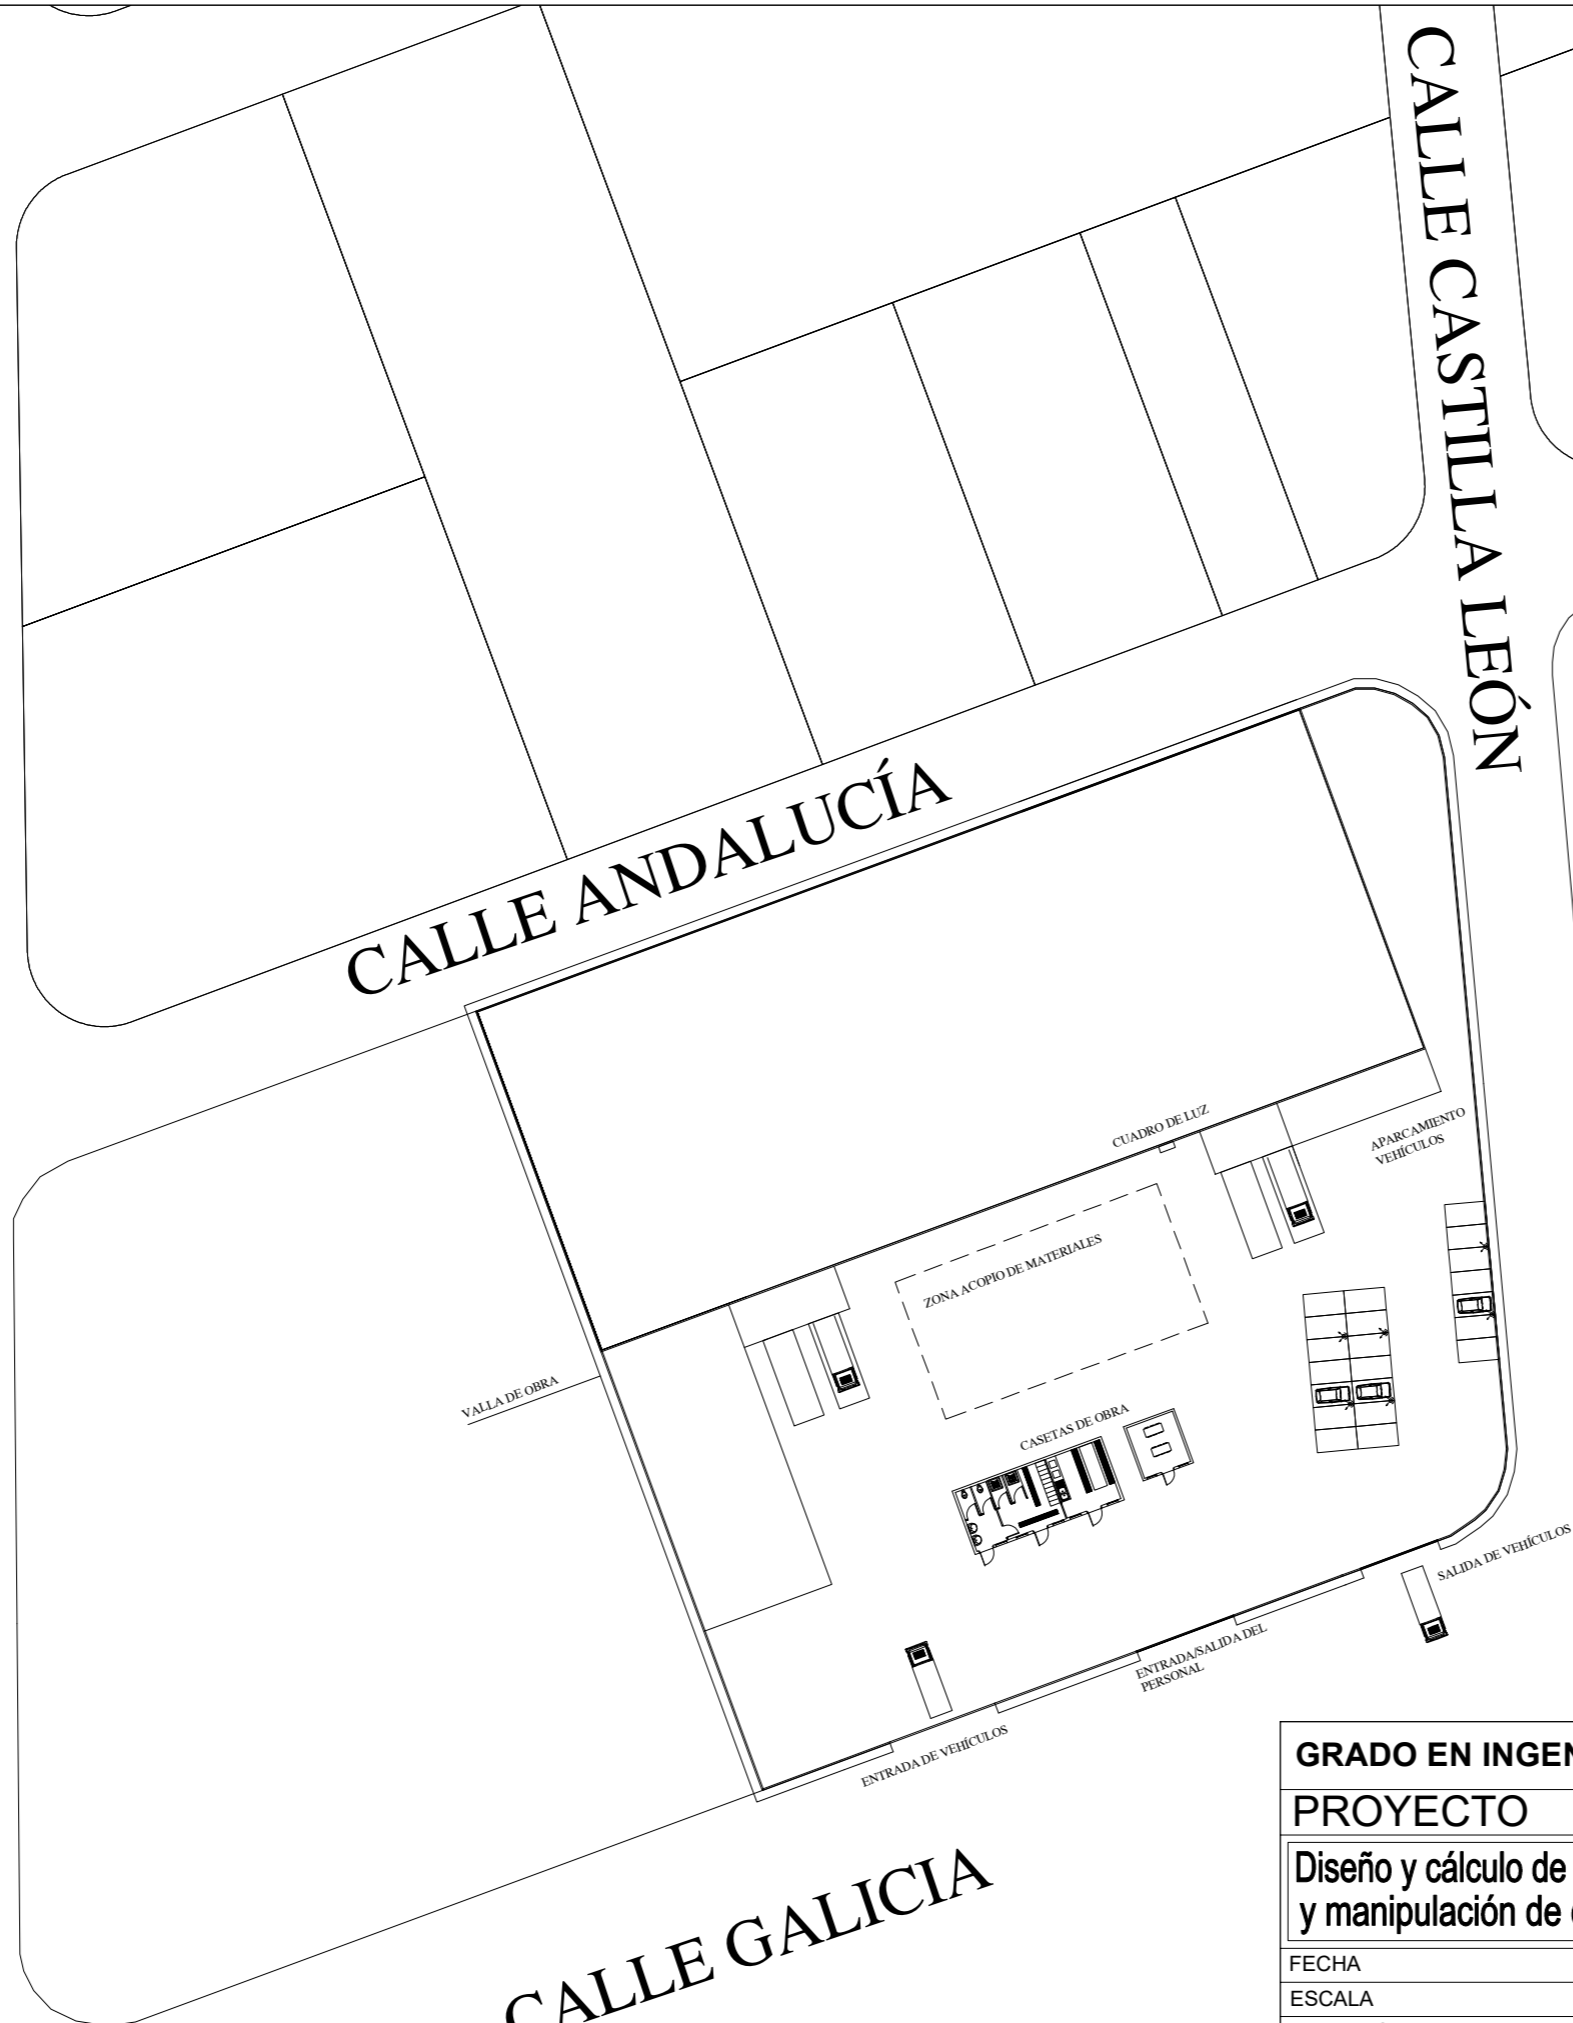 CALLE CASTILLA LEÓN
CALLE ANDALUCÍA
CUADRO DE LUZ
APARCAMIENTO
VEHÍCULOS
ZONA ACOPIO DE MATERIALES
VALLA DE OBRA
CASETAS DE OBRA
SALIDA DE VEHÍCULOS
ENTRADA/SALIDA DEL
PERSONAL
ENTRADA DE VEHÍCULOS
CALLE GALICIA
GRADO EN INGEN
PROYECTO
Diseño y cálculo de
y manipulación de
FECHA
ESCALA